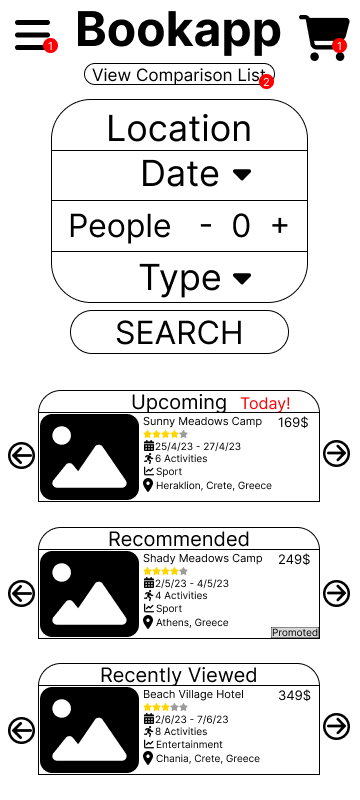 Bookapp
1
1
View Comparison List
2
Location
Date
People - 0 +
Type
SEARCH
Upcoming Today!
Sunny Meadows Camp 169$
25/4/23 - 27/4/23
6 Activities
Sport
Heraklion, Crete, Greece
Recommended
Shady Meadows Camp 249$
2/5/23 - 4/5/23
4 Activities
Sport
Athens, Greece
Promoted
Recently Viewed
Beach Village Hotel 349$
2/6/23 - 7/6/23
8 Activities
Entertainment
Chania, Crete, Greece